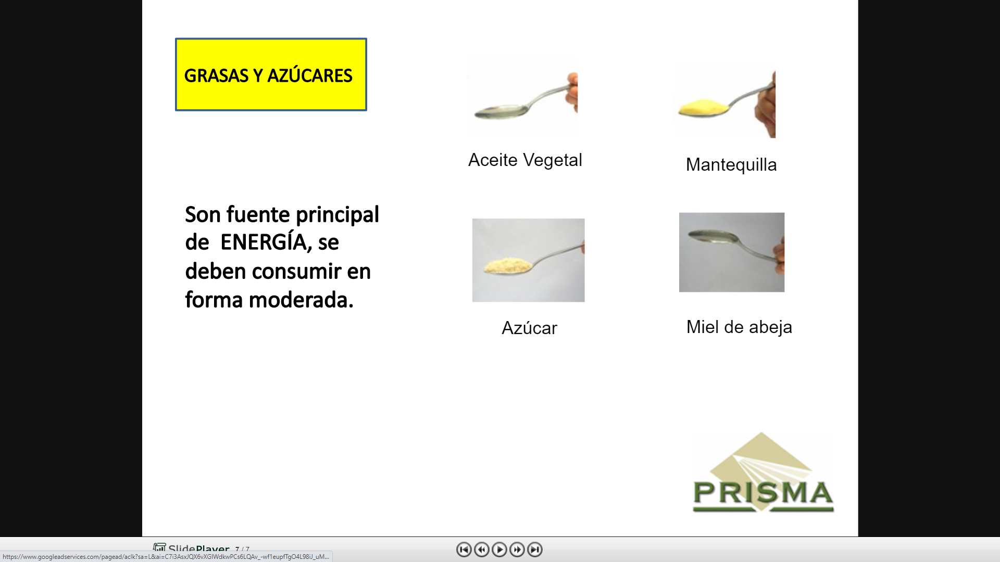 GRASAS Y AZÚCARES
Aceite Vegetal
Mantequilla
Son fuente principal
de ENERGÍA, se
deben consumir en
forma moderada.
Azúcar
Miel de abeja
PRISMA
SlidePlayer 7 / 7
https://www.googleadservices.com/pagead/aclk?sa=L&ai=C7i3AsxJQX6vXGIWdkwPCs6LQAv_-wf1eupfTgO4L98iJ_uM...